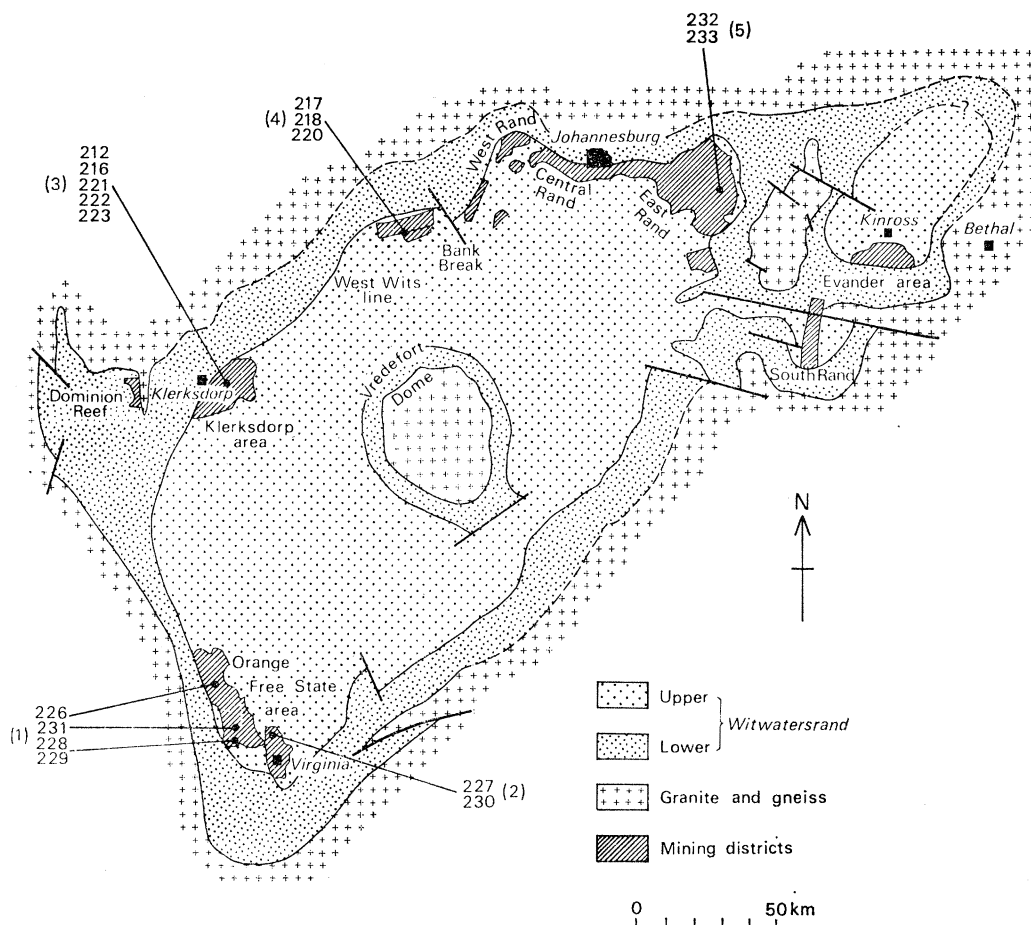 232
233 (5)
217
(4) 218
220
West Rand
Johannesburg
212
216
(3) 221
222
223
Central
Rand
East
Rand
Kinross
Bethal
Bank
Break
Evander area
West Wits
line
Vredefort
Dome
South Rand
Dominion
Reef
Klerksdorp
Klerksdorp
area
N
Orange
Free State
area
226
(1) 231
228
229
Virginia
227
230 (2)
Upper
Witwatersrand
Lower
Granite and gneiss
Mining districts
0 50 km